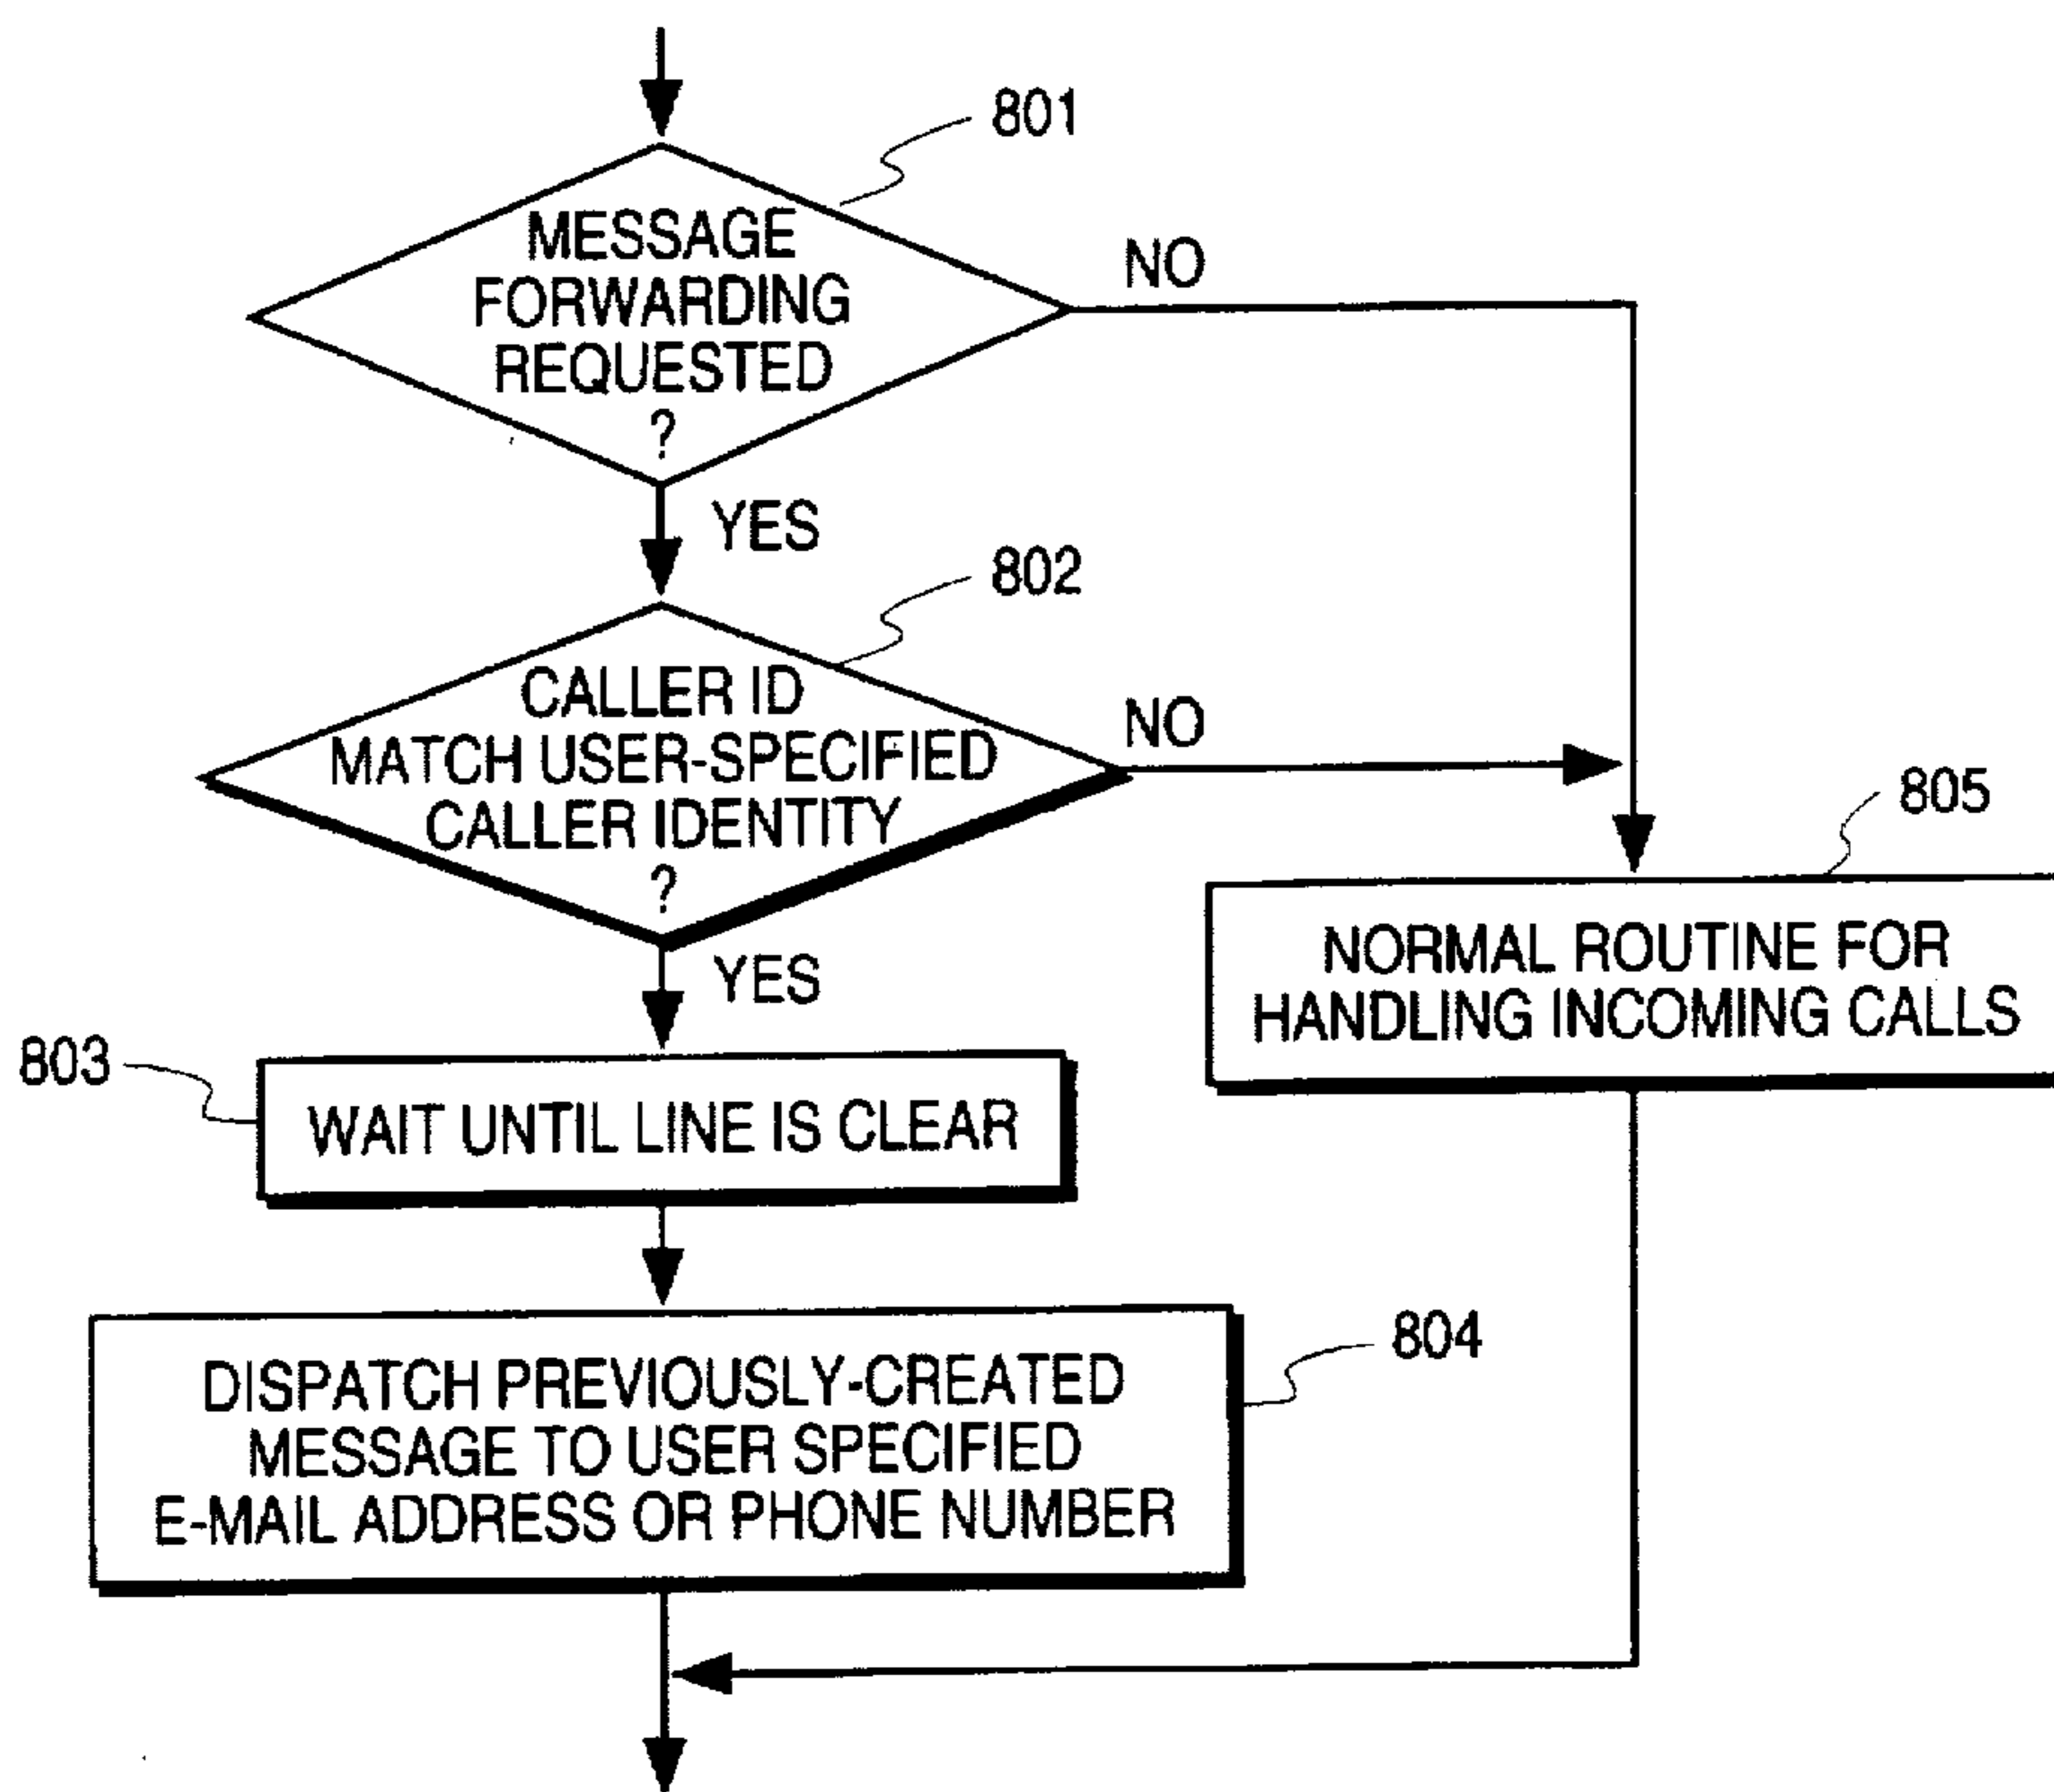 801
MESSAGE
FORWARDING
REQUESTED
?
NO
YES
802
CALLER ID
MATCH USER-SPECIFIED
CALLER IDENTITY
?
NO
YES
805
NORMAL ROUTINE FOR
HANDLING INCOMING CALLS
803
WAIT UNTIL LINE IS CLEAR
804
DISPATCH PREVIOUSLY-CREATED
MESSAGE TO USER SPECIFIED
E-MAIL ADDRESS OR PHONE NUMBER